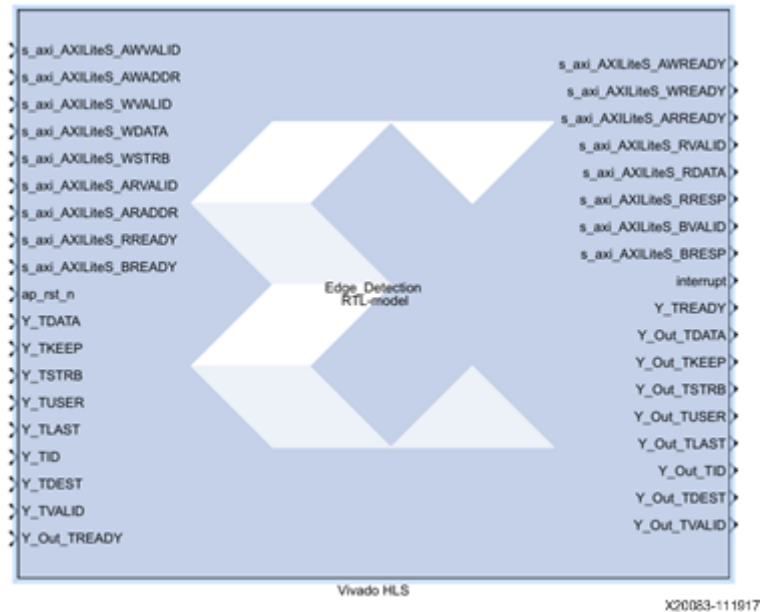 s_axi_AXILiteS_AWVALID
s_axi_AXILiteS_AWADDR
s_axi_AXILiteS_WVALID
s_axi_AXILiteS_WDATA
s_axi_AXILiteS_WSTRB
s_axi_AXILiteS_ARVALID
s_axi_AXILiteS_ARADDR
s_axi_AXILiteS_RREADY
s_axi_AXILiteS_BREADY
ap_rst_n
Y_TDATA
Y_TKEEP
Y_TSTRB
Y_TUSER
Y_TLAST
Y_TID
Y_TDEST
Y_TVALID
Y_Out_TREADY
Edge_Detection
RTL-model
s_axi_AXILiteS_AWREADY
s_axi_AXILiteS_WREADY
s_axi_AXILiteS_ARREADY
s_axi_AXILiteS_RVALID
s_axi_AXILiteS_RDATA
s_axi_AXILiteS_RRESP
s_axi_AXILiteS_BVALID
s_axi_AXILiteS_BRESP
interrupt
Y_TREADY
Y_Out_TDATA
Y_Out_TKEEP
Y_Out_TSTRB
Y_Out_TUSER
Y_Out_TLAST
Y_Out_TID
Y_Out_TDEST
Y_Out_TVALID
Vivado HLS
X20083-111917